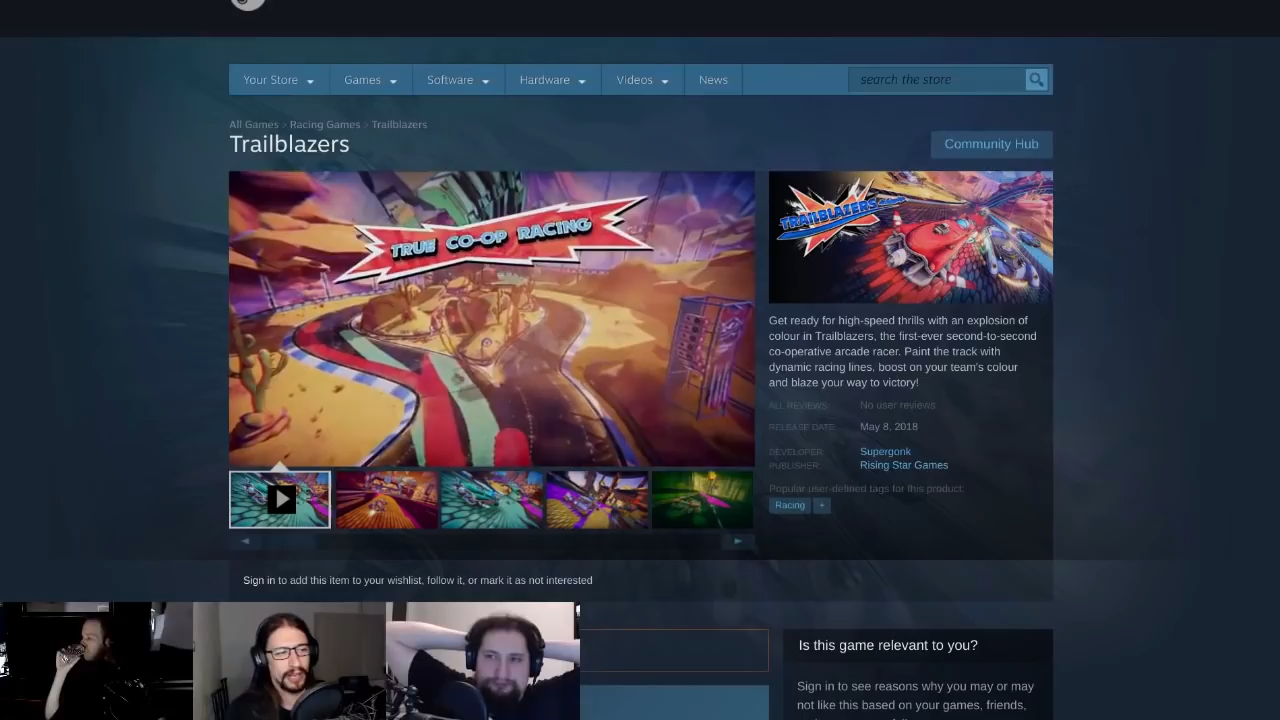 Your Store
Games
Software
Hardware
Videos
News
search the store
All Games > Racing Games > Trailblazers
Trailblazers
Community Hub
TRUE CO-OP RACING
TRAILBLAZERS
Get ready for high-speed thrills with an explosion of
colour in Trailblazers, the first-ever second-to-second
co-operative arcade racer. Paint the track with
dynamic racing lines, boost on your team's colour
and blaze your way to victory!
ALL REVIEWS: No user reviews
RELEASE DATE: May 8, 2018
DEVELOPER: Supergonk
PUBLISHER: Rising Star Games
Popular user-defined tags for this product:
Racing +
Sign in to add this item to your wishlist, follow it, or mark it as not interested
Is this game relevant to you?
Sign in to see reasons why you may or may
not like this based on your games, friends,